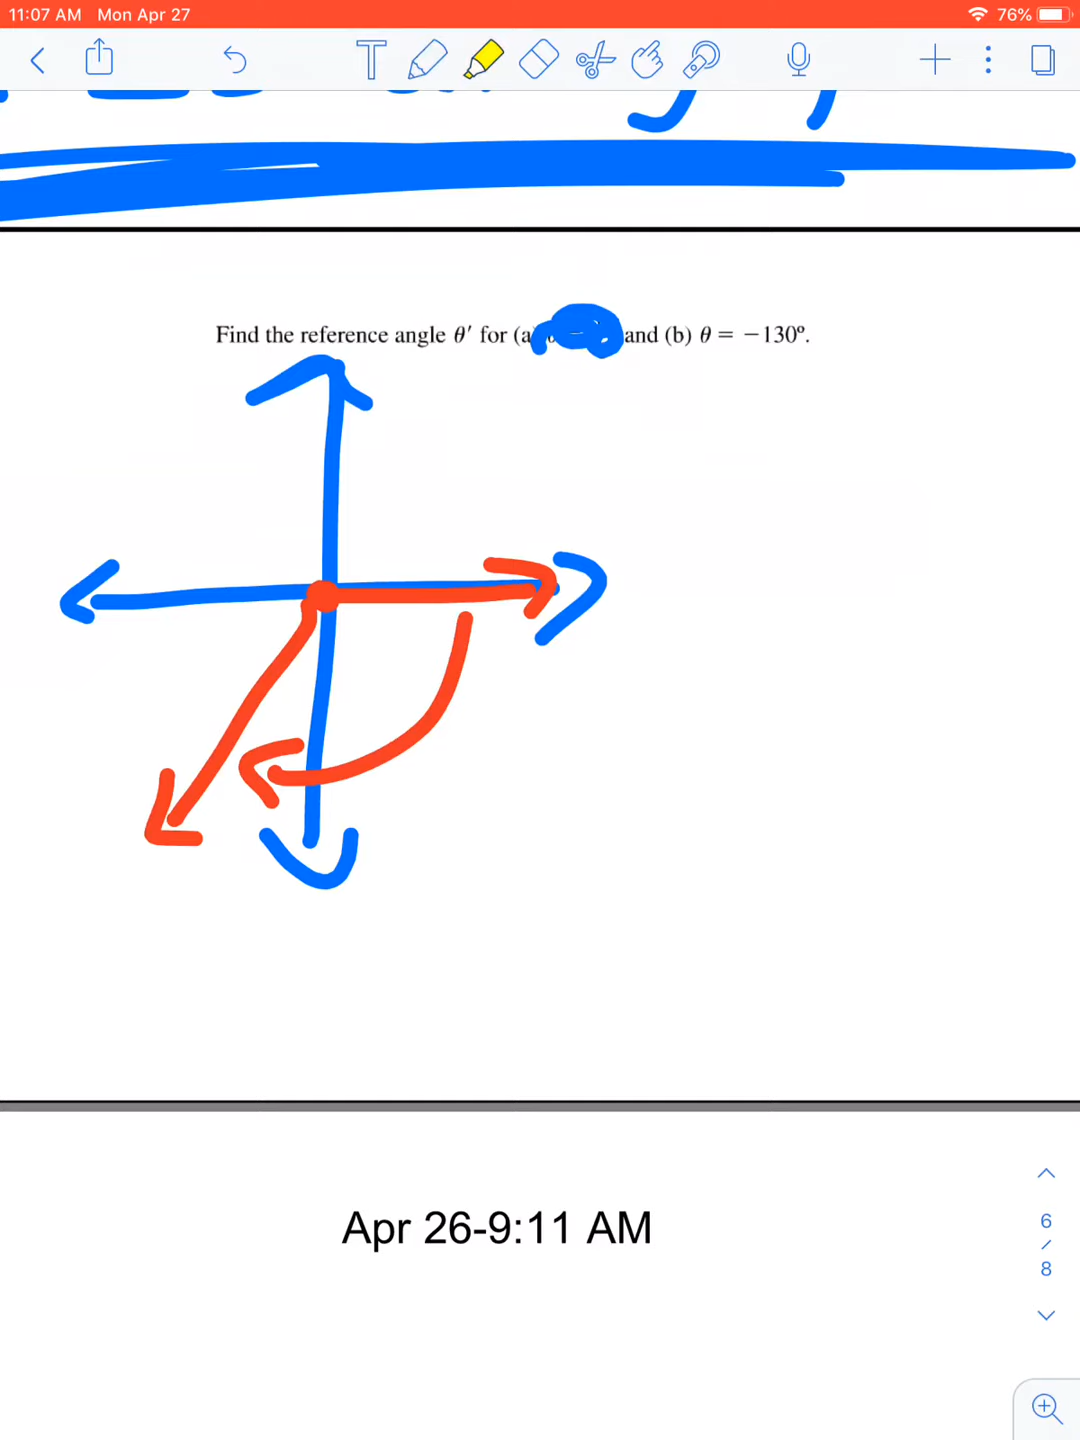 11:07 AM Mon Apr 27 76%
T
Find the reference angle θ′ for (a and (b) θ = −130º.
Apr 26-9:11 AM
6
/
8